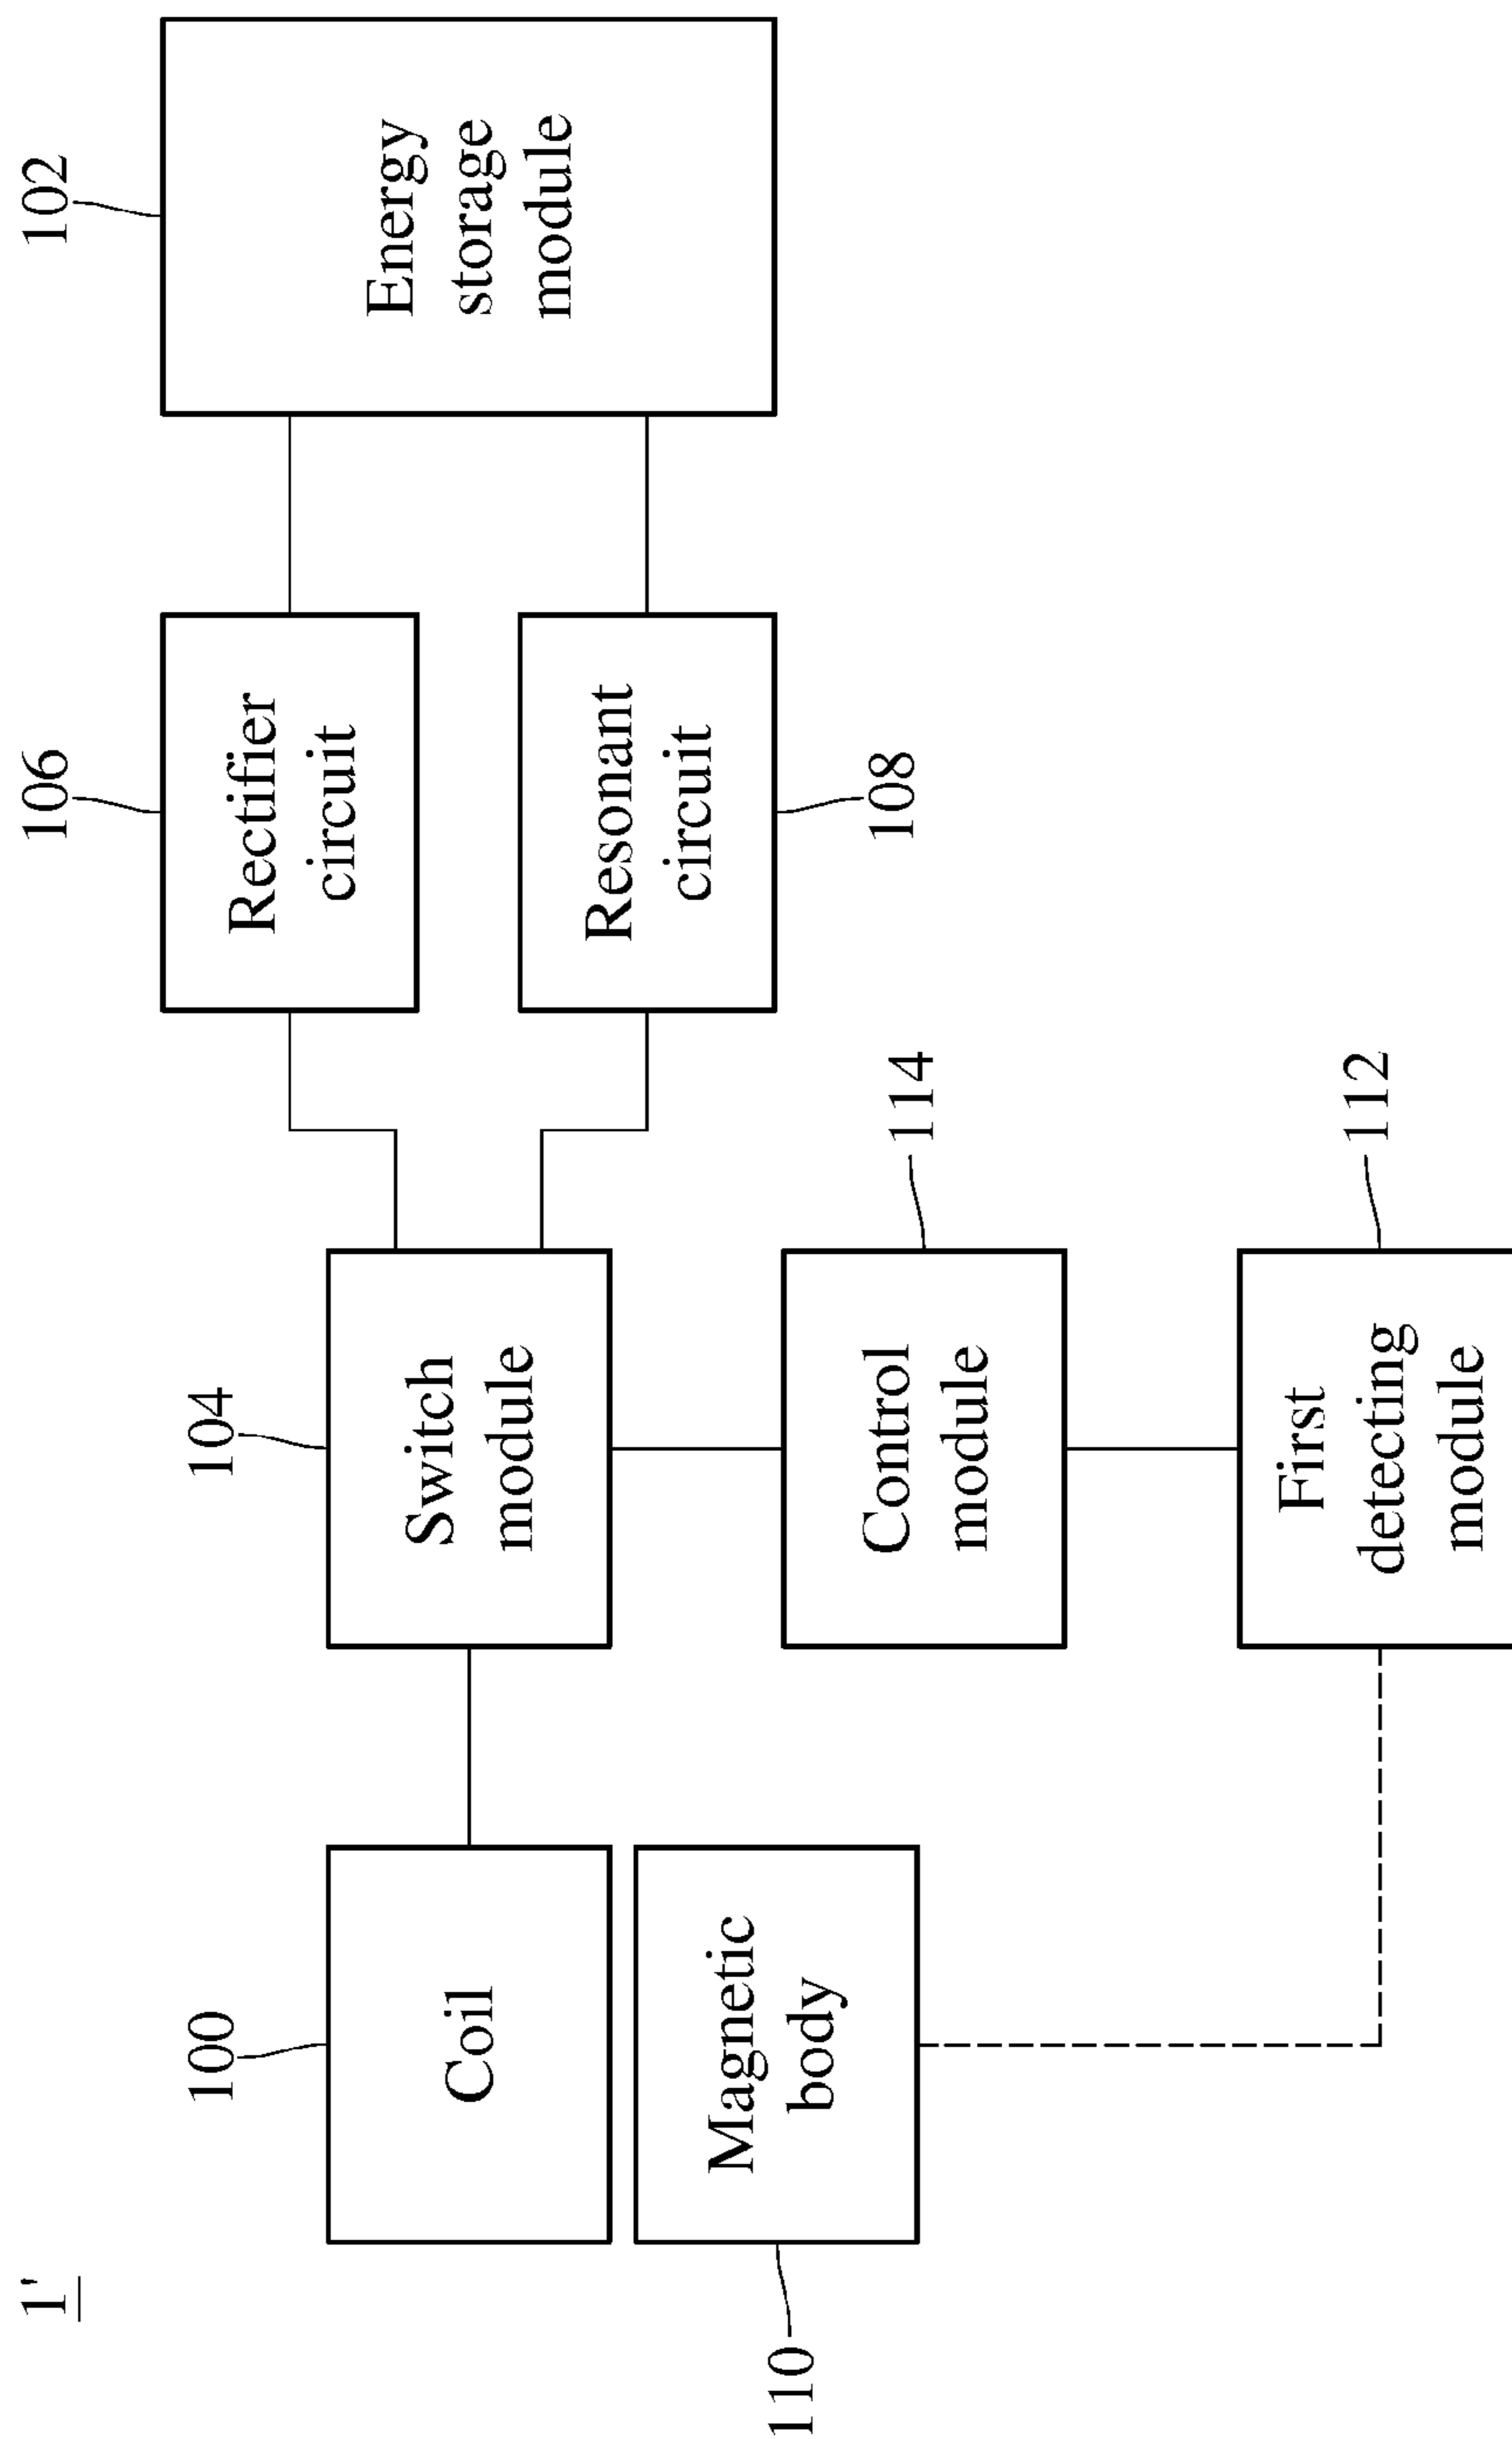 1'
100
Coil
110
Magnetic
body
104
Switch
module
114
Control
module
112
First
detecting
module
106
Rectifier
circuit
108
Resonant
circuit
102
Energy
storage
module